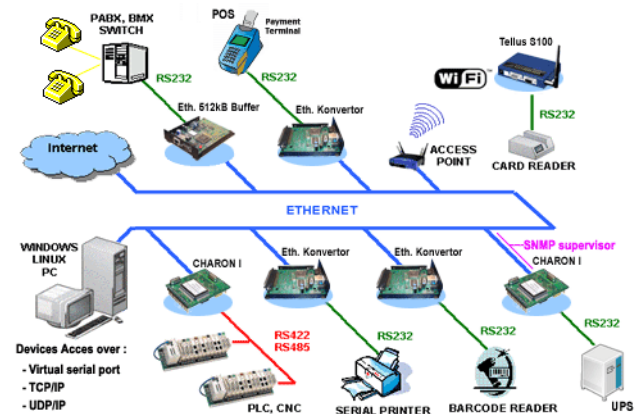 PABX, BMX
SWITCH
POS
Payment
Terminal
Tellus S100
RS232
RS232
Wi Fi™
RS232
Eth. 512kB Buffer
Eth. Konvertor
ACCESS
POINT
CARD READER
Internet
ETHERNET
WINDOWS
LINUX
PC
SNMP supervisor
Eth. Konvertor
Eth. Konvertor
CHARON I
CHARON I
RS422
RS485
RS232
RS232
RS232
Devices Acces over :
- Virtual serial port
- TCP/IP
- UDP/IP
PLC, CNC
SERIAL PRINTER
BARCODE READER
UPS